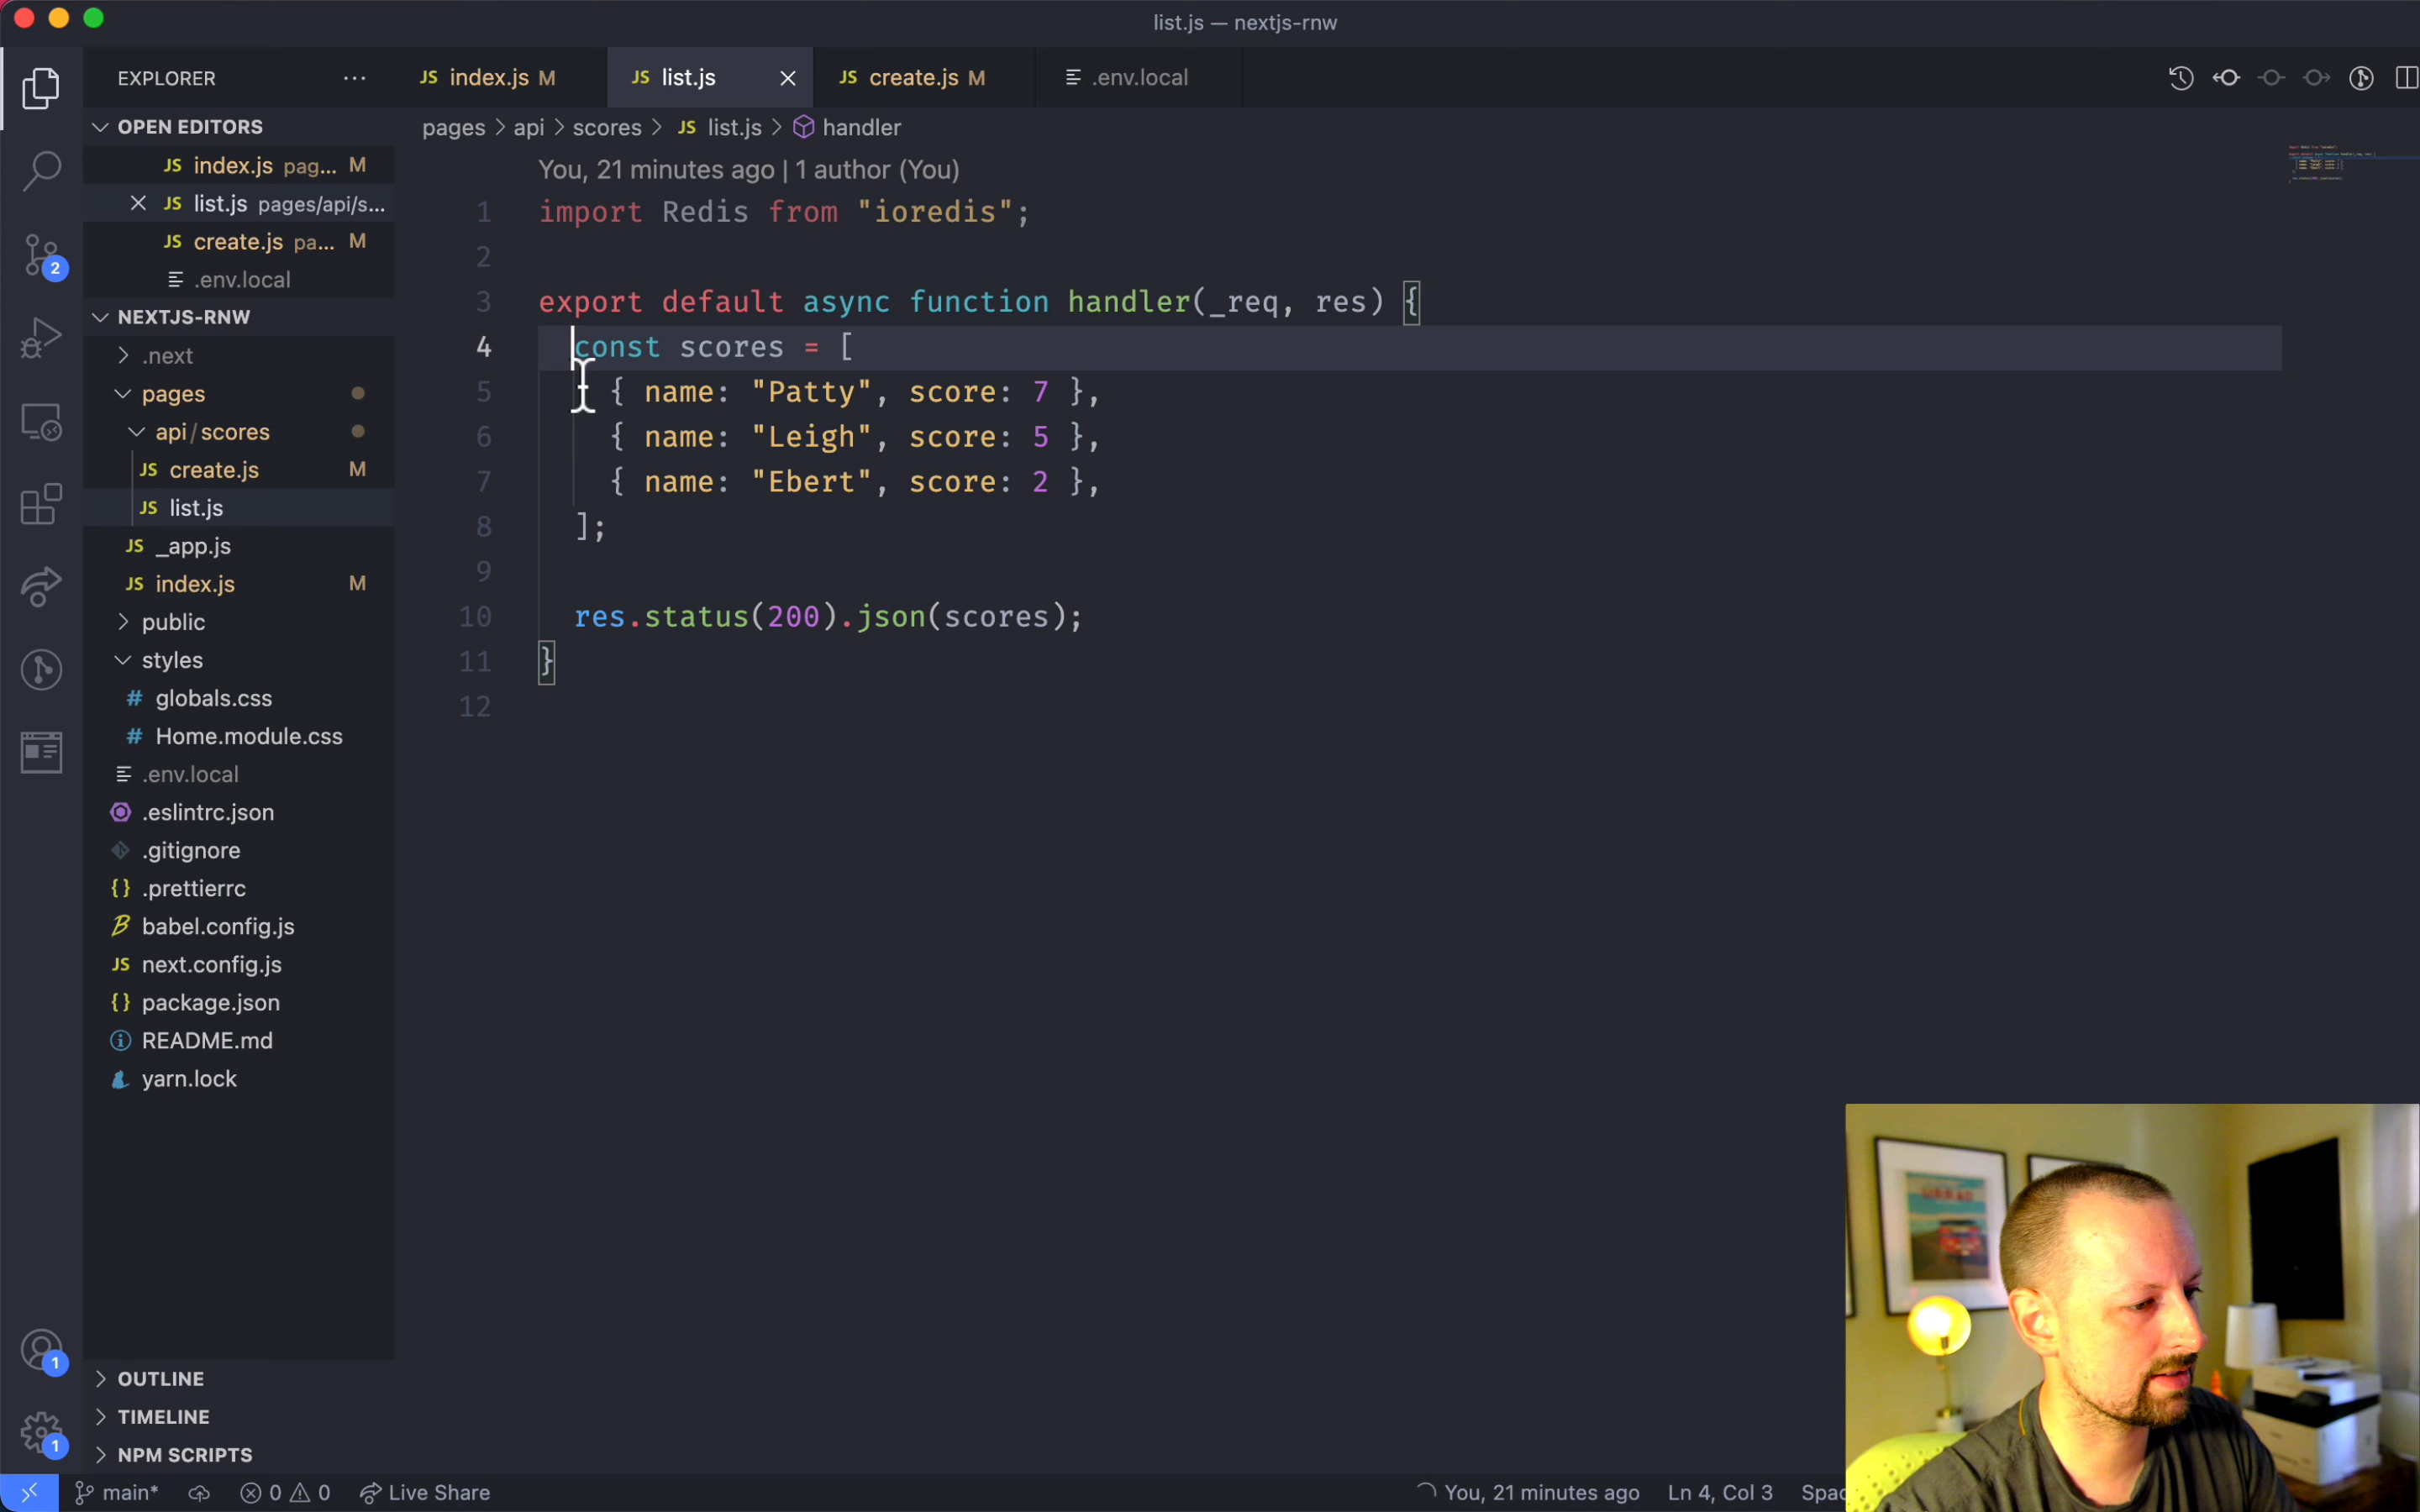 list.js — nextjs-rnw
EXPLORER
JS index.js M
JS list.js
JS create.js M
.env.local
OPEN EDITORS
JS index.js pag... M
JS list.js pages/api/s...
JS create.js pa... M
.env.local
NEXTJS-RNW
.next
pages
api/scores
JS create.js M
JS list.js
JS _app.js
JS index.js M
public
styles
# globals.css
# Home.module.css
.env.local
.eslintrc.json
.gitignore
{} .prettierrc
babel.config.js
JS next.config.js
{} package.json
README.md
yarn.lock
OUTLINE
TIMELINE
NPM SCRIPTS
2
1
1
pages > api > scores > JS list.js > handler
You, 21 minutes ago | 1 author (You)
1 import Redis from "ioredis";
2
3 export default async function handler(_req, res) {
4 const scores = [
5 { name: "Patty", score: 7 },
6 { name: "Leigh", score: 5 },
7 { name: "Ebert", score: 2 },
8 ];
9
10 res.status(200).json(scores);
11 }
12
main* 0 0 Live Share
You, 21 minutes ago Ln 4, Col 3 Spac